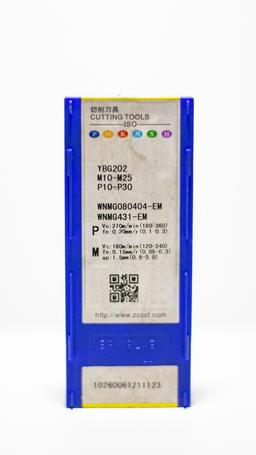 切削刀具
CUTTING TOOLS
ISO
P M K N S H
YBG202
M10-M25
P10-P30
WNMG080404-EM
WNMG431-EM
P Vc:270m/min(180-360)
fn:0.20mm/r(0.1-0.3)
M Vc:180m/min(120-240)
fn:0.15mm/r(0.05-0.3)
ap:1.5mm(0.5-3.0)
http://www.zccct.com
10260061211123